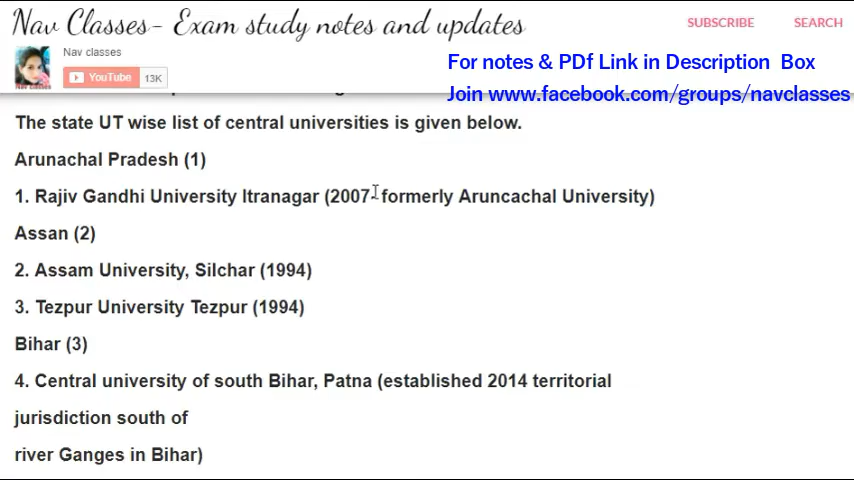 Nav Classes- Exam study notes and updates
SUBSCRIBE
SEARCH
Nav classes
YouTube 13K
For notes & PDf Link in Description Box
Join www.facebook.com/groups/navclasses
The state UT wise list of central universities is given below.
Arunachal Pradesh (1)
1. Rajiv Gandhi University Itranagar (2007- formerly Aruncachal University)
Assan (2)
2. Assam University, Silchar (1994)
3. Tezpur University Tezpur (1994)
Bihar (3)
4. Central university of south Bihar, Patna (established 2014 territorial
jurisdiction south of
river Ganges in Bihar)